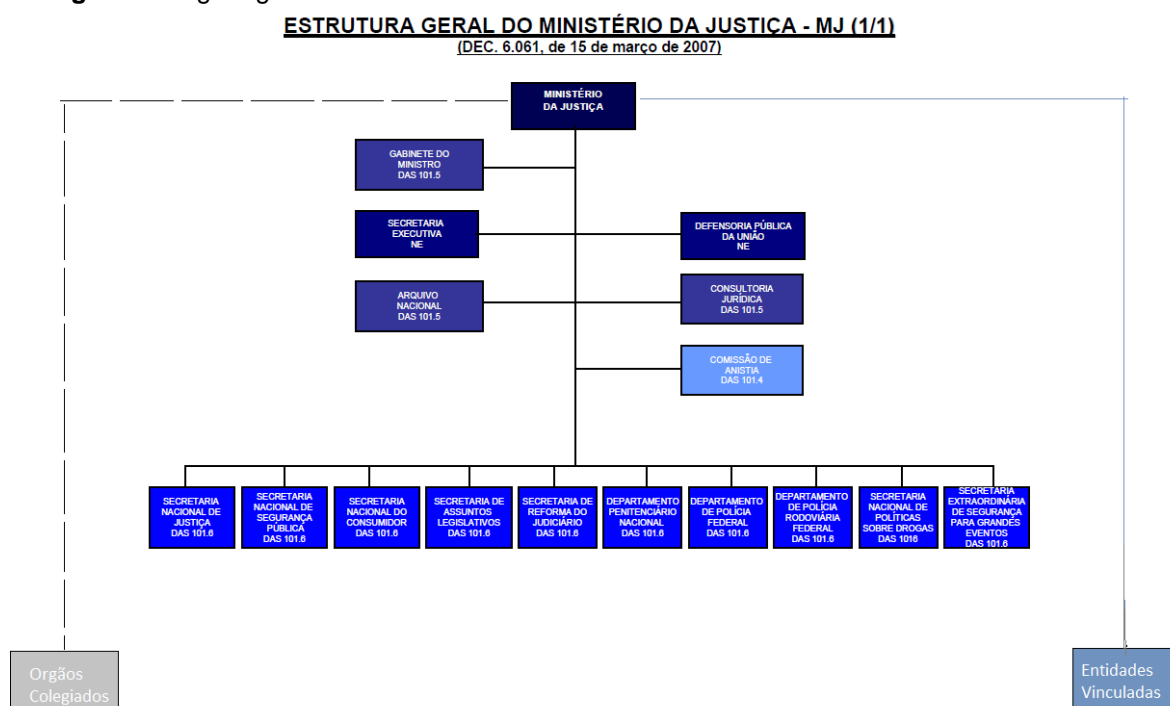 ESTRUTURA GERAL DO MINISTÉRIO DA JUSTIÇA - MJ (1/1)
(DEC. 6.061, de 15 de março de 2007)
MINISTÉRIO
DA JUSTIÇA
GABINETE DO
MINISTRO
DAS 101.5
SECRETARIA
EXECUTIVA
NE
DEFENSORIA PÚBLICA
DA UNIÃO
NE
ARQUIVO
NACIONAL
DAS 101.5
CONSULTORIA
JURÍDICA
DAS 101.5
COMISSÃO DE
ANISTIA
DAS 101.4
SECRETARIA
NACIONAL DE
JUSTIÇA
DAS 101.6
SECRETARIA
NACIONAL DE
SEGURANÇA
PÚBLICA
DAS 101.6
SECRETARIA
NACIONAL DO
CONSUMIDOR
DAS 101.6
SECRETARIA DE
ASSUNTOS
LEGISLATIVOS
DAS 101.6
SECRETARIA DE
REFORMA DO
JUDICIÁRIO
DAS 101.6
DEPARTAMENTO
PENITENCIÁRIO
NACIONAL
DAS 101.6
DEPARTAMENTO
DE POLÍCIA
FEDERAL
DAS 101.6
DEPARTAMENTO
DE POLÍCIA
RODOVIÁRIA
FEDERAL
DAS 101.6
SECRETARIA
NACIONAL DE
POLÍTICAS
SOBRE DROGAS
DAS 1016
SECRETARIA
EXTRAORDINÁRIA
DE SEGURANÇA
PARA GRANDES
EVENTOS
DAS 101.6
Orgãos
Colegiados
Entidades
Vinculadas